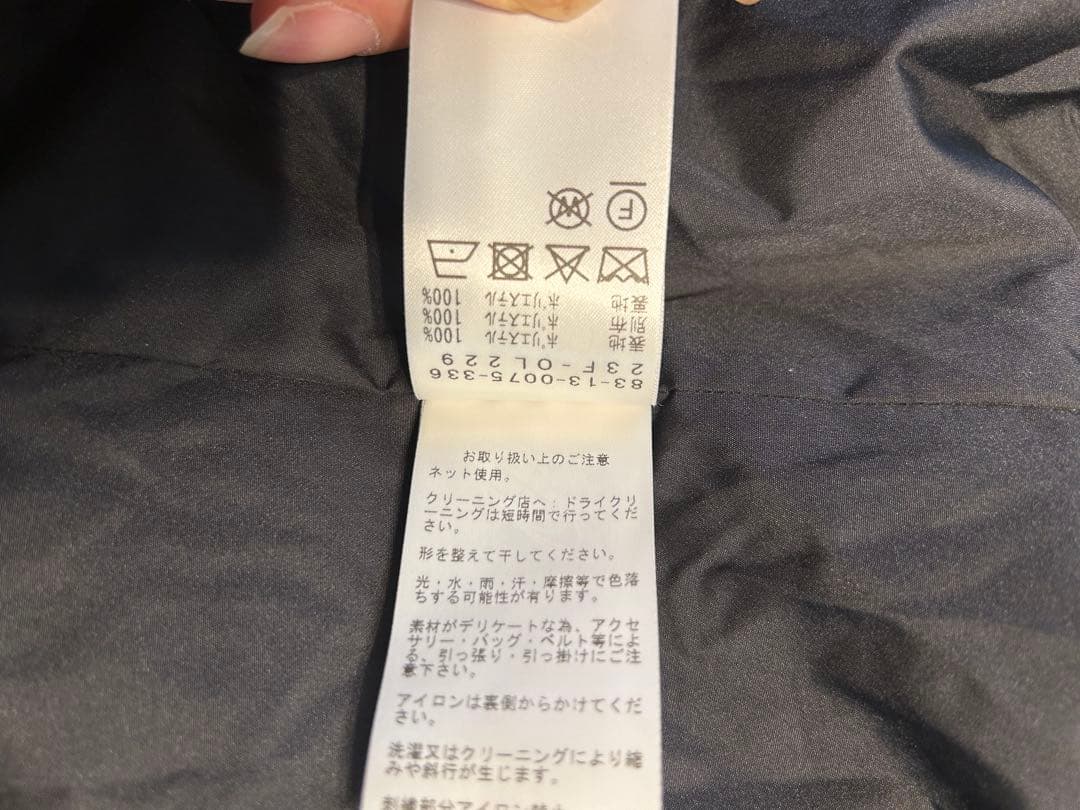 83-13-0075-336
23F-OL229
表地 ポリエステル 100%
別布 ポリエステル 100%
裏地 ポリエステル 100%
F W
お取り扱い上のご注意
ネット使用。
クリーニング店へ:ドライクリ
ーニングは短時間で行ってくだ
さい。
形を整えて干してください。
光・水・雨・汗・摩擦等で色落
ちする可能性が有ります。
素材がデリケートな為、アクセ
サリー・バッグ・ベルト等によ
る、引っ張り・引っ掛けにご注
意下さい。
アイロンは裏側からかけてくだ
さい。
洗濯又はクリーニングにより縮
みや斜行が生じます。
刺繍部分アイロン